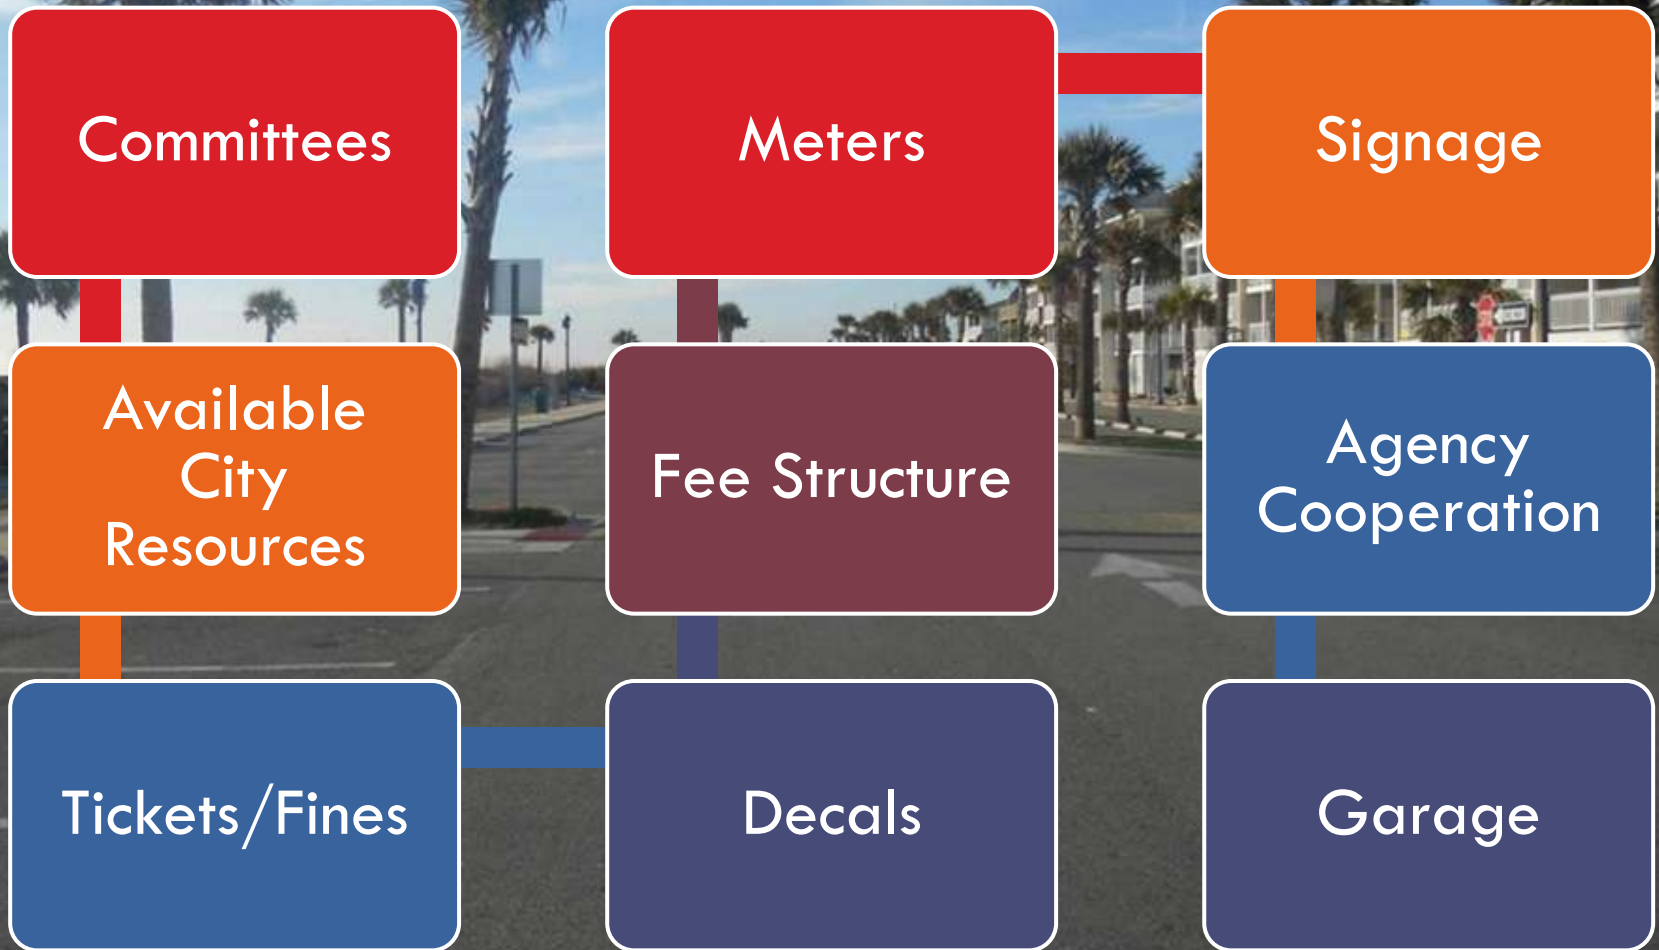 Committees
Meters
Signage
Available
City
Resources
Fee Structure
Agency
Cooperation
Tickets/Fines
Decals
Garage